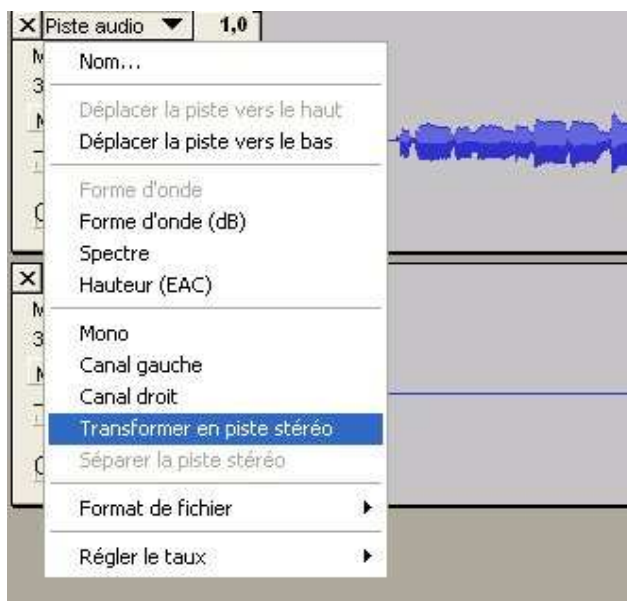 Piste audio 1,0
Nom...
Déplacer la piste vers le haut
Déplacer la piste vers le bas
Forme d'onde
Forme d'onde (dB)
Spectre
Hauteur (EAC)
Mono
Canal gauche
Canal droit
Transformer en piste stéréo
Séparer la piste stéréo
Format de fichier
Régler le taux